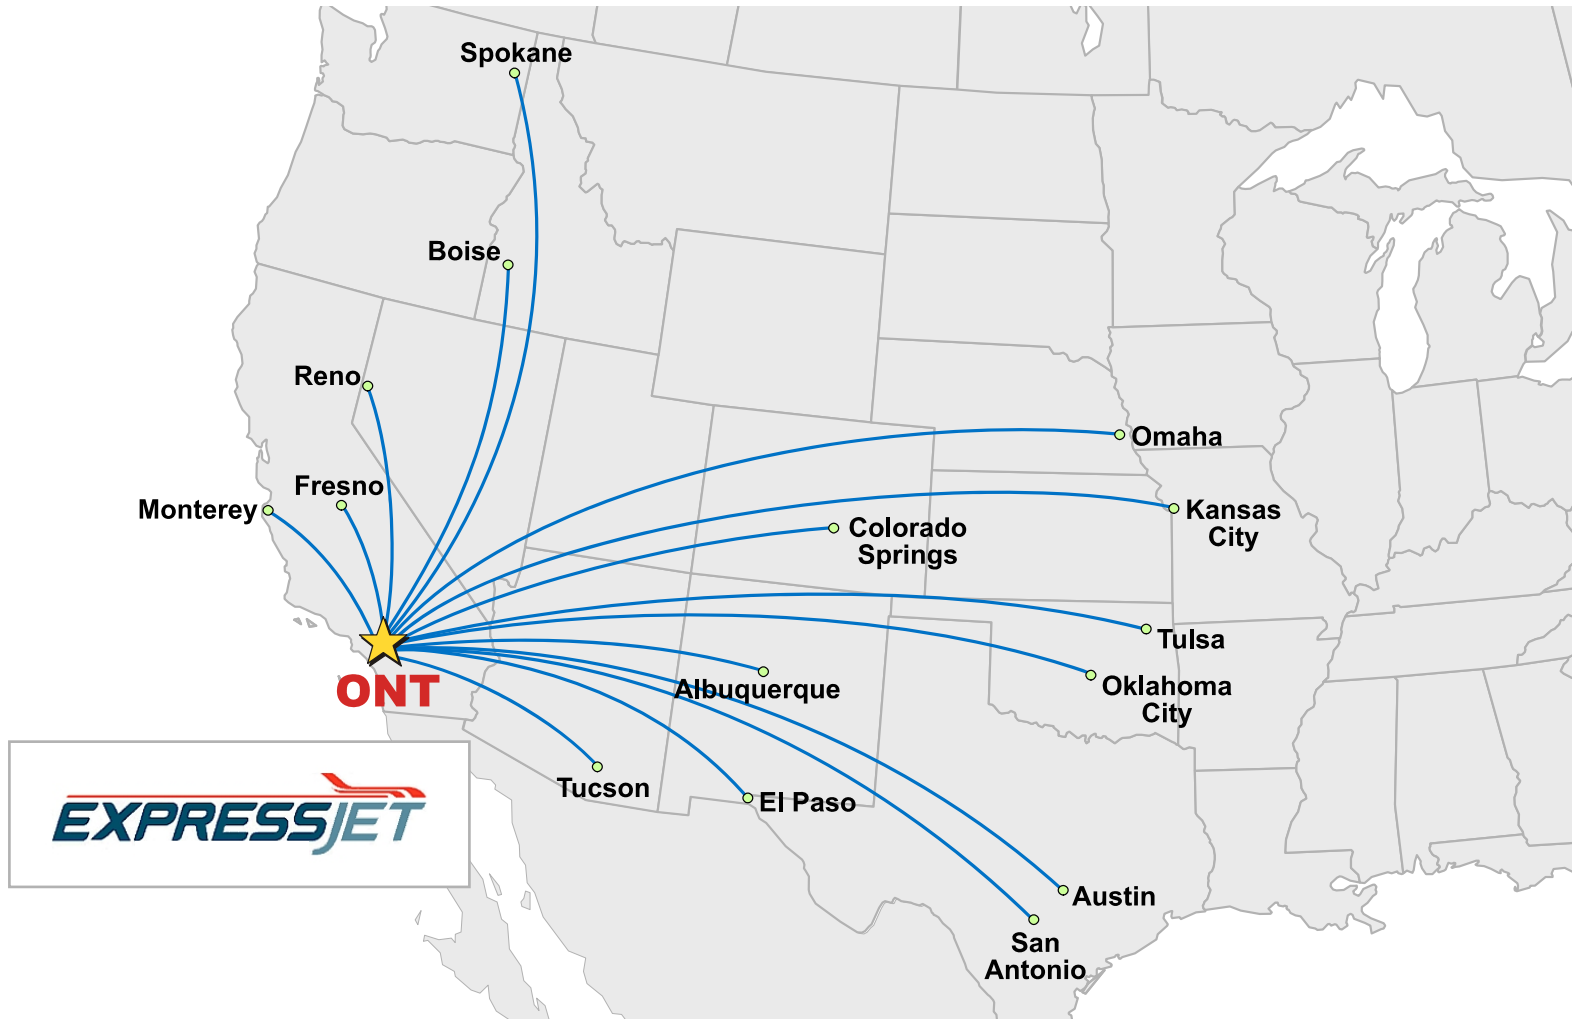 Spokane
Boise
Reno
Omaha
Fresno
Monterey
Kansas
City
Colorado
Springs
Tulsa
ONT
Albuquerque
Oklahoma
City
Tucson
El Paso
EXPRESSJET
Austin
San
Antonio